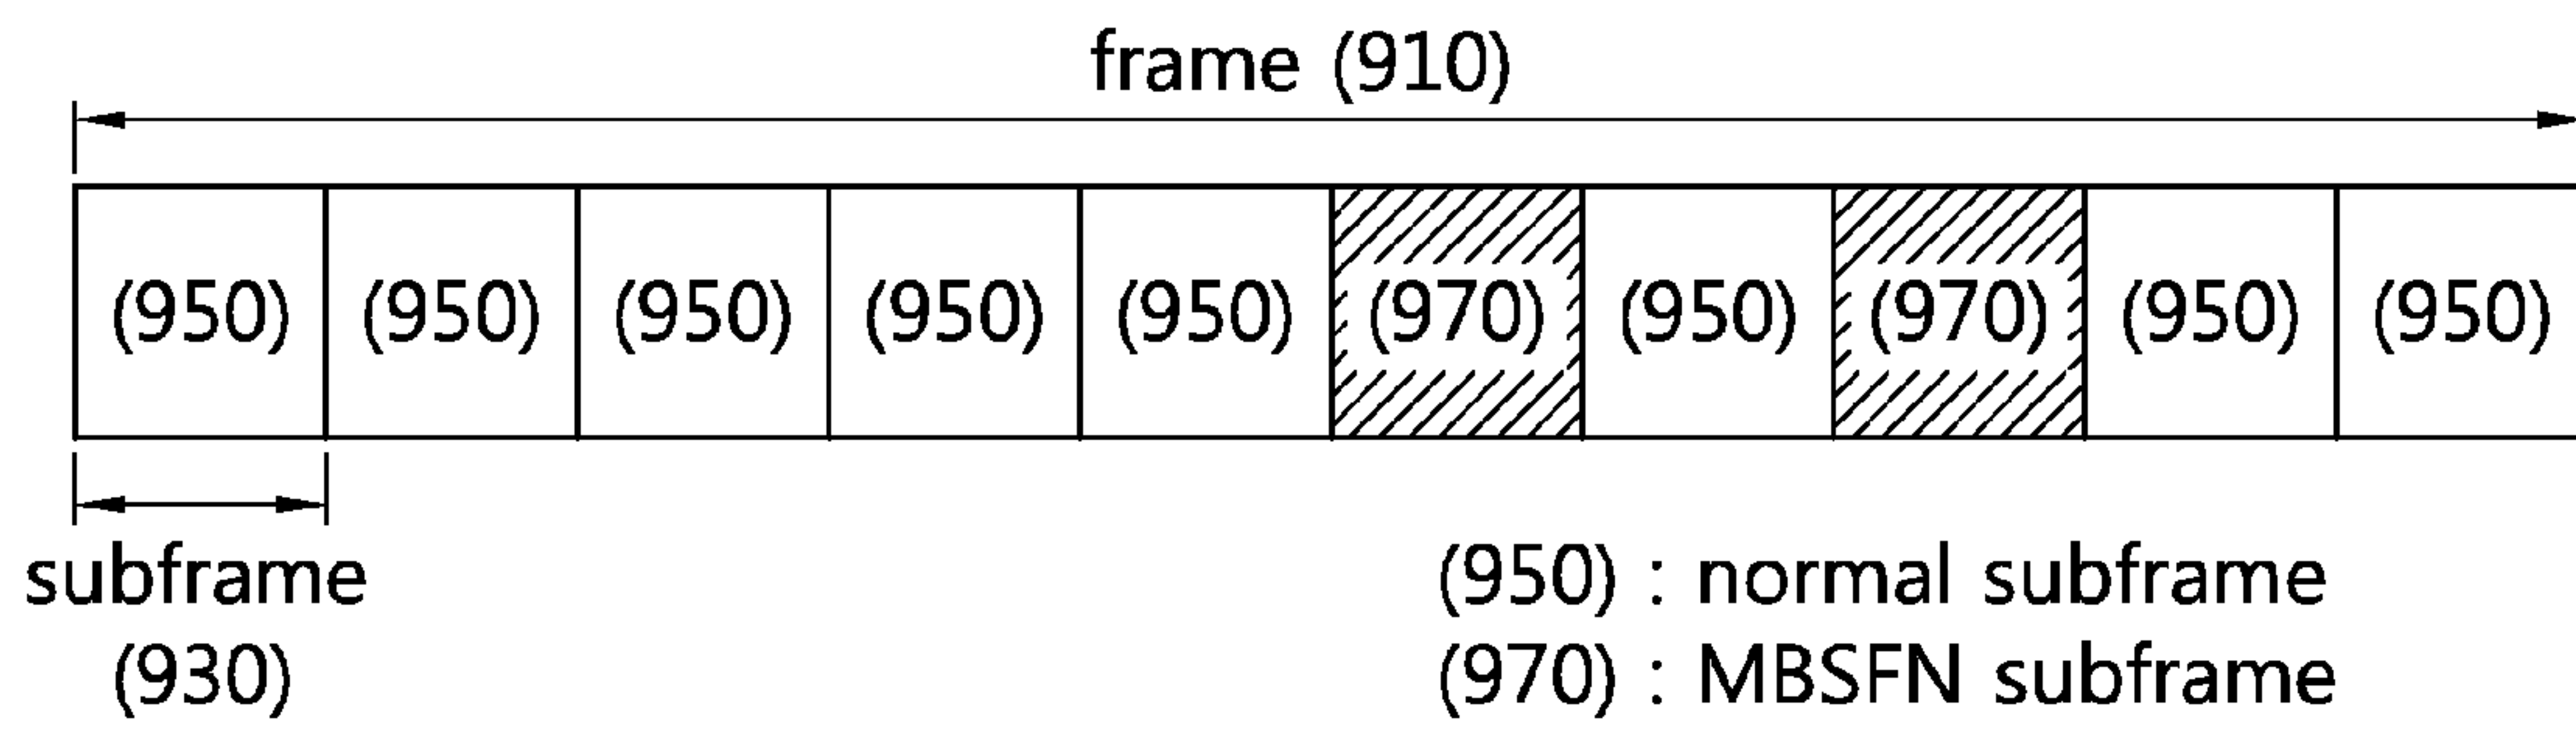 frame (910)
(950) (950) (950) (950) (950) (970) (950) (970) (950) (950)
subframe
(930)
(950) : normal subframe
(970) : MBSFN subframe